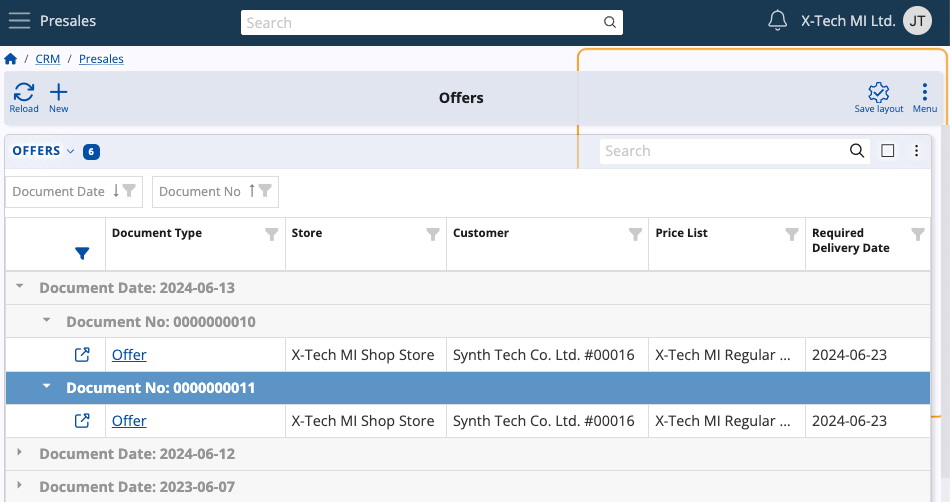 Presales
Search
X-Tech MI Ltd.
JT
/ CRM / Presales
Reload
New
Offers
Save layout
Menu
OFFERS
6
Search
Document Date
Document No
Document Type
Store
Customer
Price List
Required
Delivery Date
Document Date: 2024-06-13
Document No: 0000000010
Offer X-Tech MI Shop Store Synth Tech Co. Ltd. #00016 X-Tech MI Regular ... 2024-06-23
Document No: 0000000011
Offer X-Tech MI Shop Store Synth Tech Co. Ltd. #00016 X-Tech MI Regular ... 2024-06-23
Document Date: 2024-06-12
Document Date: 2023-06-07